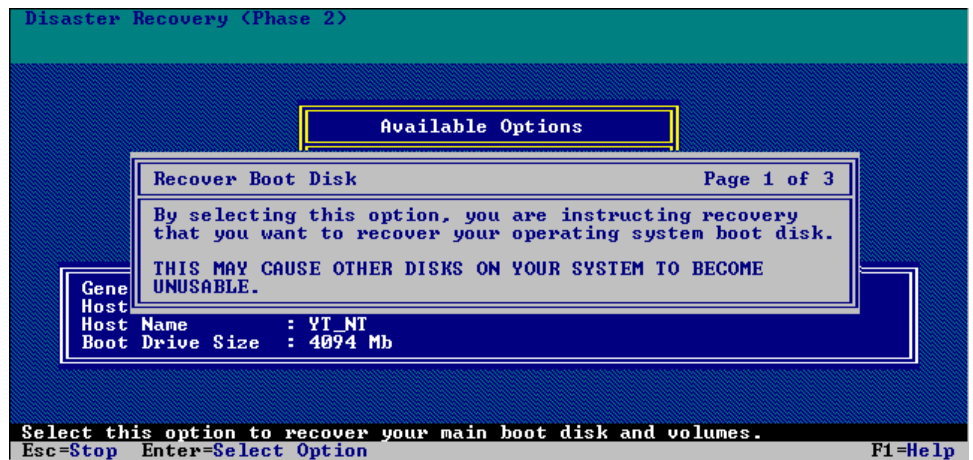 Disaster Recovery (Phase 2)
Available Options
Recover Boot Disk Page 1 of 3
By selecting this option, you are instructing recovery
that you want to recover your operating system boot disk.
THIS MAY CAUSE OTHER DISKS ON YOUR SYSTEM TO BECOME
UNUSABLE.
Gene
Host
Host Name : YT_NT
Boot Drive Size : 4094 Mb
Select this option to recover your main boot disk and volumes.
Esc=Stop Enter=Select Option F1=Help